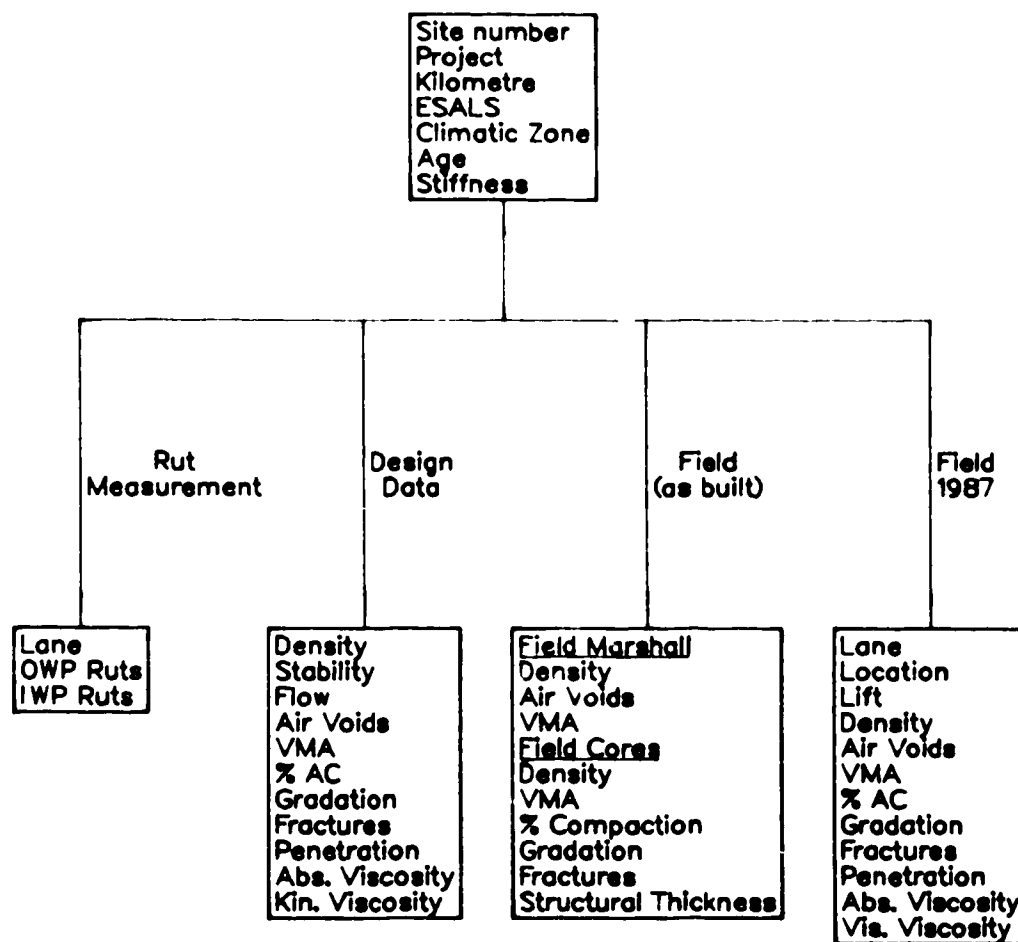 Site number
Project
Kilometre
ESALS
Climatic Zone
Age
Stiffness
Rut
Measurement
Design
Data
Field
(as built)
Field
1987
Lane
OWP Ruts
IWP Ruts
Density
Stability
Flow
Air Voids
VMA
% AC
Gradation
Fractures
Penetration
Abs. Viscosity
Kin. Viscosity
Field Marshall
Density
Air Voids
VMA
Field Cores
Density
VMA
% Compaction
Gradation
Fractures
Structural Thickness
Lane
Location
Lift
Density
Air Voids
VMA
% AC
Gradation
Fractures
Penetration
Abs. Viscosity
Vis. Viscosity